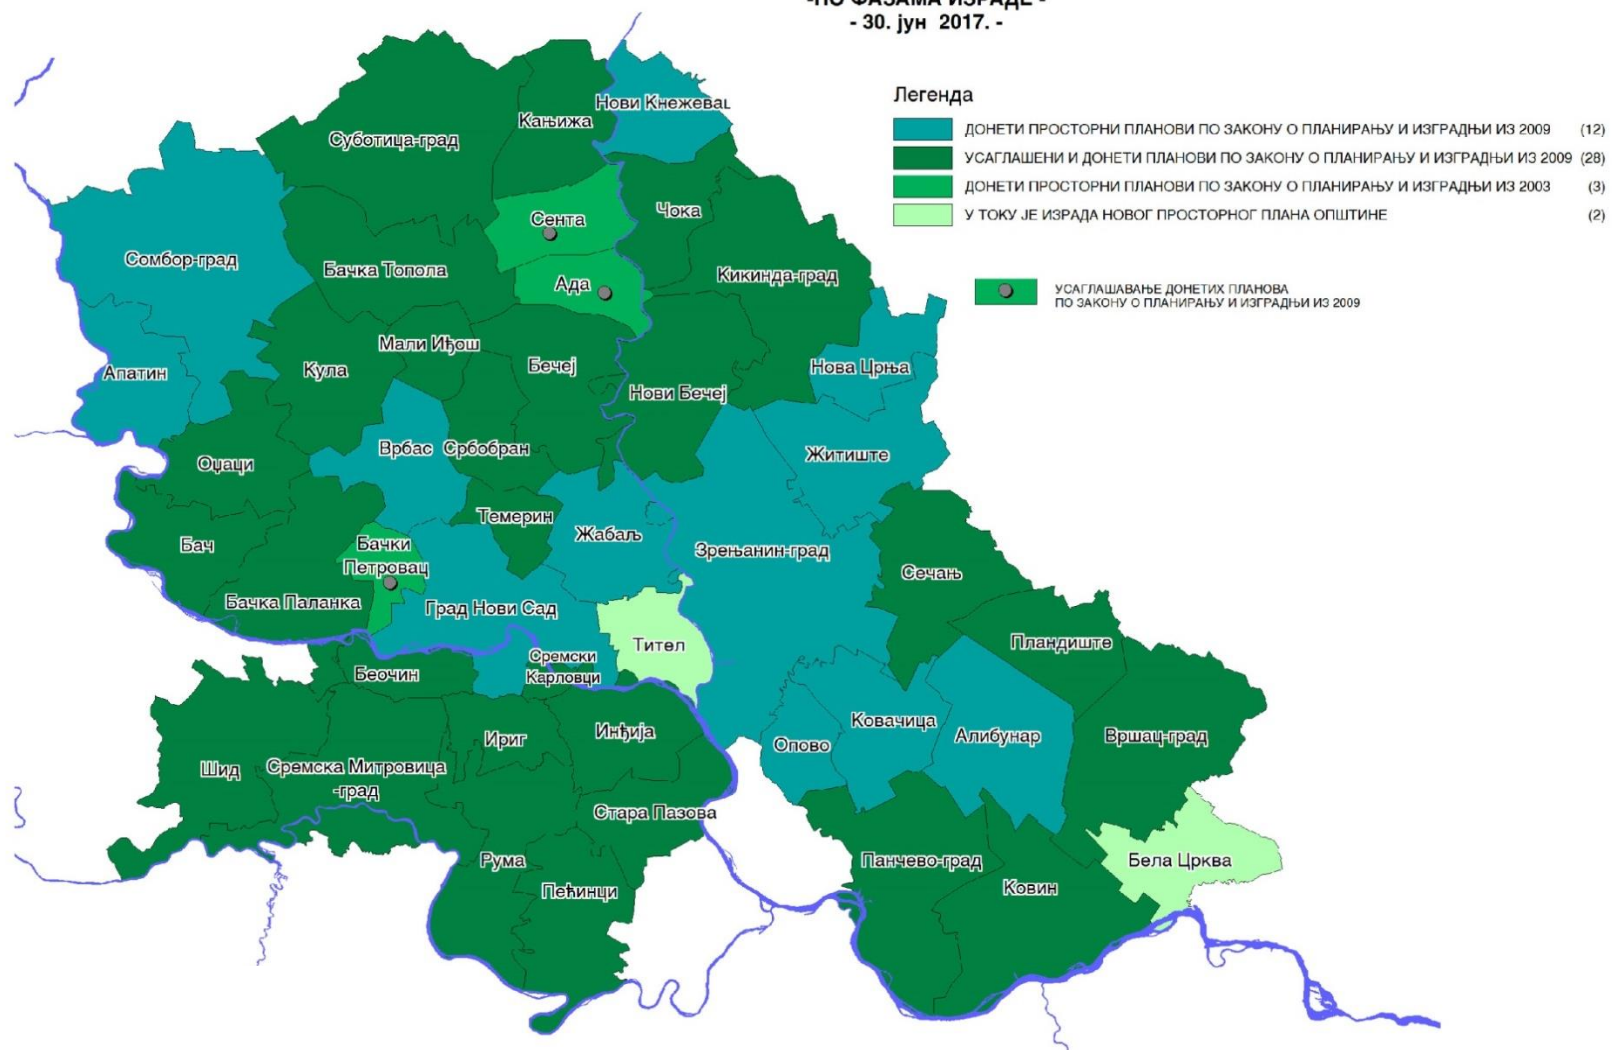 -ПО ФАЗАМА ИЗРАДЕ -
- 30. јун 2017. -
Легенда
ДОНЕТИ ПРОСТОРНИ ПЛАНОВИ ПО ЗАКОНУ О ПЛАНИРАЊУ И ИЗГРАДЊИ ИЗ 2009 (12)
УСАГЛАШЕНИ И ДОНЕТИ ПЛАНОВИ ПО ЗАКОНУ О ПЛАНИРАЊУ И ИЗГРАДЊИ ИЗ 2009 (28)
ДОНЕТИ ПРОСТОРНИ ПЛАНОВИ ПО ЗАКОНУ О ПЛАНИРАЊУ И ИЗГРАДЊИ ИЗ 2003 (3)
У ТОКУ ЈЕ ИЗРАДА НОВОГ ПРОСТОРНОГ ПЛАНА ОПШТИНЕ (2)
УСАГЛАШАВАЊЕ ДОНЕТИХ ПЛАНОВА
ПО ЗАКОНУ О ПЛАНИРАЊУ И ИЗГРАДЊИ ИЗ 2009
Нови Кнежевац
Кањижа
Суботица-град
Чока
Сента
Сомбор-град
Бачка Топола
Кикинда-град
Ада
Мали Иђош
Бечеј
Нова Црња
Кула
Апатин
Нови Бечеј
Врбас
Србобран
Житиште
Оџаци
Темерин
Жабаљ
Бач
Бачки
Петровац
Зрењанин-град
Сечањ
Бачка Паланка
Град Нови Сад
Тител
Пландиште
Сремски
Карловци
Беочин
Ковачица
Инђија
Ириг
Опово
Алибунар
Вршац-град
Шид
Сремска Митровица
-град
Стара Пазова
Рума
Панчево-град
Бела Црква
Ковин
Пећинци